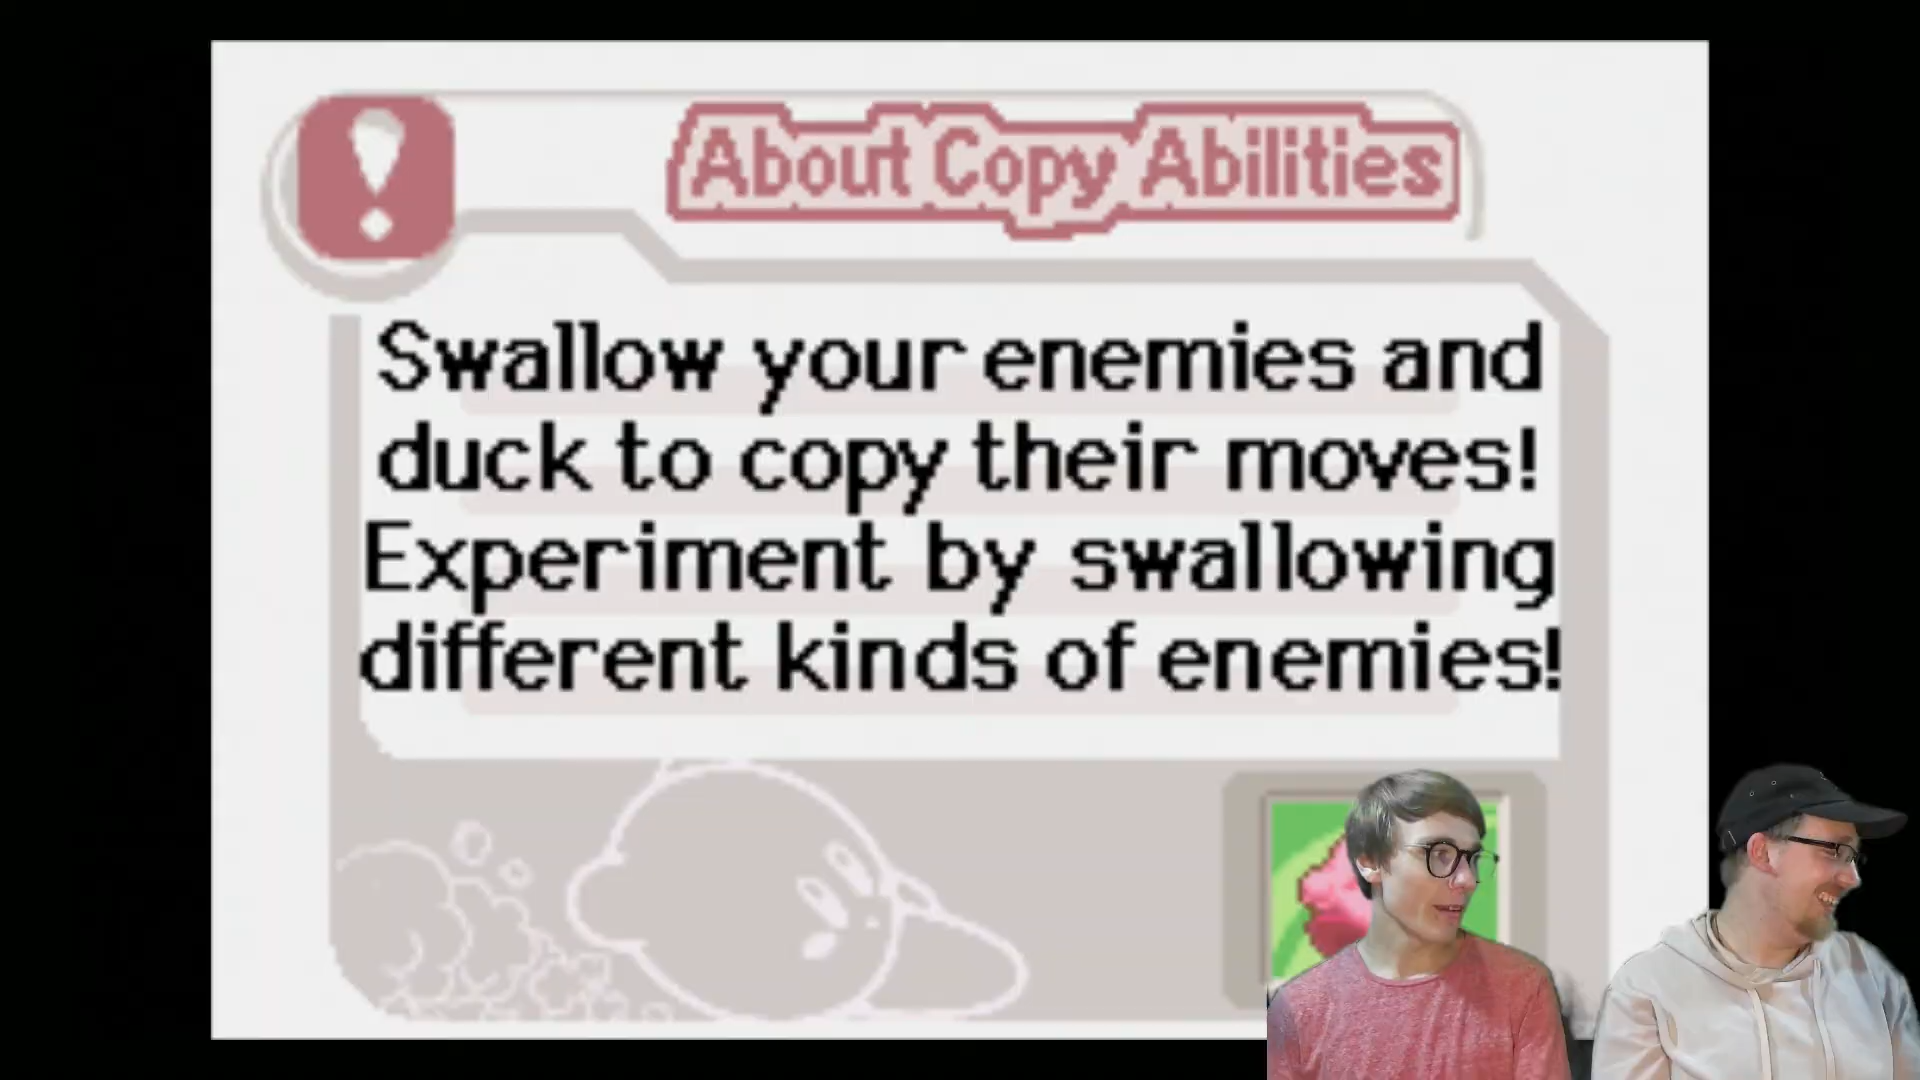 About Copy Abilities
Swallow your enemies and
duck to copy their moves!
Experiment by swallowing
different kinds of enemies!